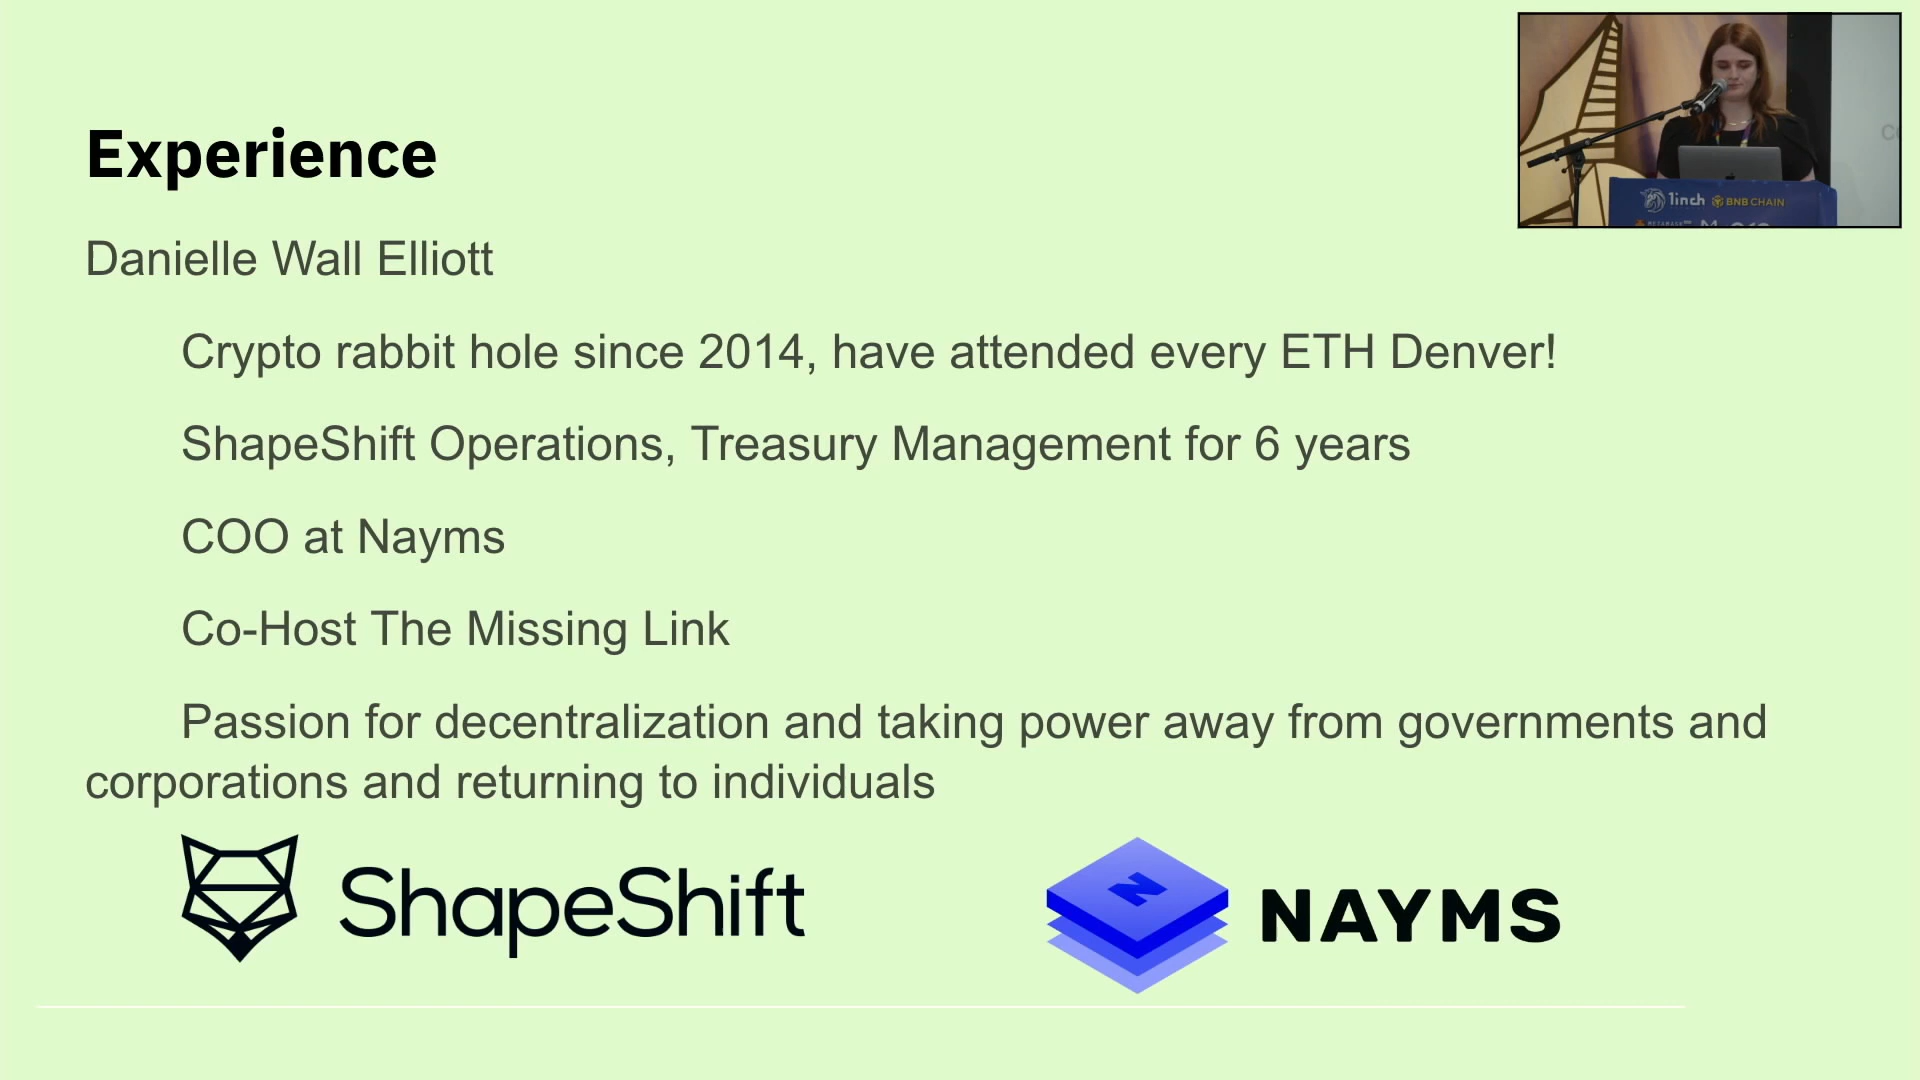 Experience
Danielle Wall Elliott
Crypto rabbit hole since 2014, have attended every ETH Denver!
ShapeShift Operations, Treasury Management for 6 years
COO at Nayms
Co-Host The Missing Link
Passion for decentralization and taking power away from governments and
corporations and returning to individuals
ShapeShift
N NAYMS
1inch BNB CHAIN